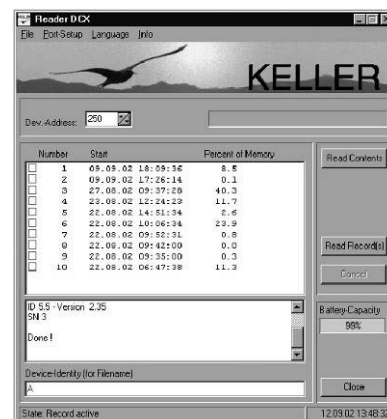 Reader DCX
File Port-Setup Language Info
KELLER
Dev. Address: 250
Number Start Percent of Memory
1 09.09.02 18:09:36 8.5
2 09.09.02 17:26:14 0.1
3 27.08.02 09:37:28 40.3
4 23.08.02 12:24:23 11.7
5 22.08.02 14:51:34 2.6
6 22.08.02 10:06:34 23.9
7 22.08.02 09:52:31 0.8
8 22.08.02 09:42:00 0.0
9 22.08.02 09:35:00 0.3
10 22.08.02 06:47:38 11.3
Read Contents
Read Record(s)
Cancel
ID 5.5 - Version 2.35
SN 3
Done !
Battery-Capacity
99%
Device-Identity (for Filename)
A
Close
State: Record active 12.09.02 13:48:32